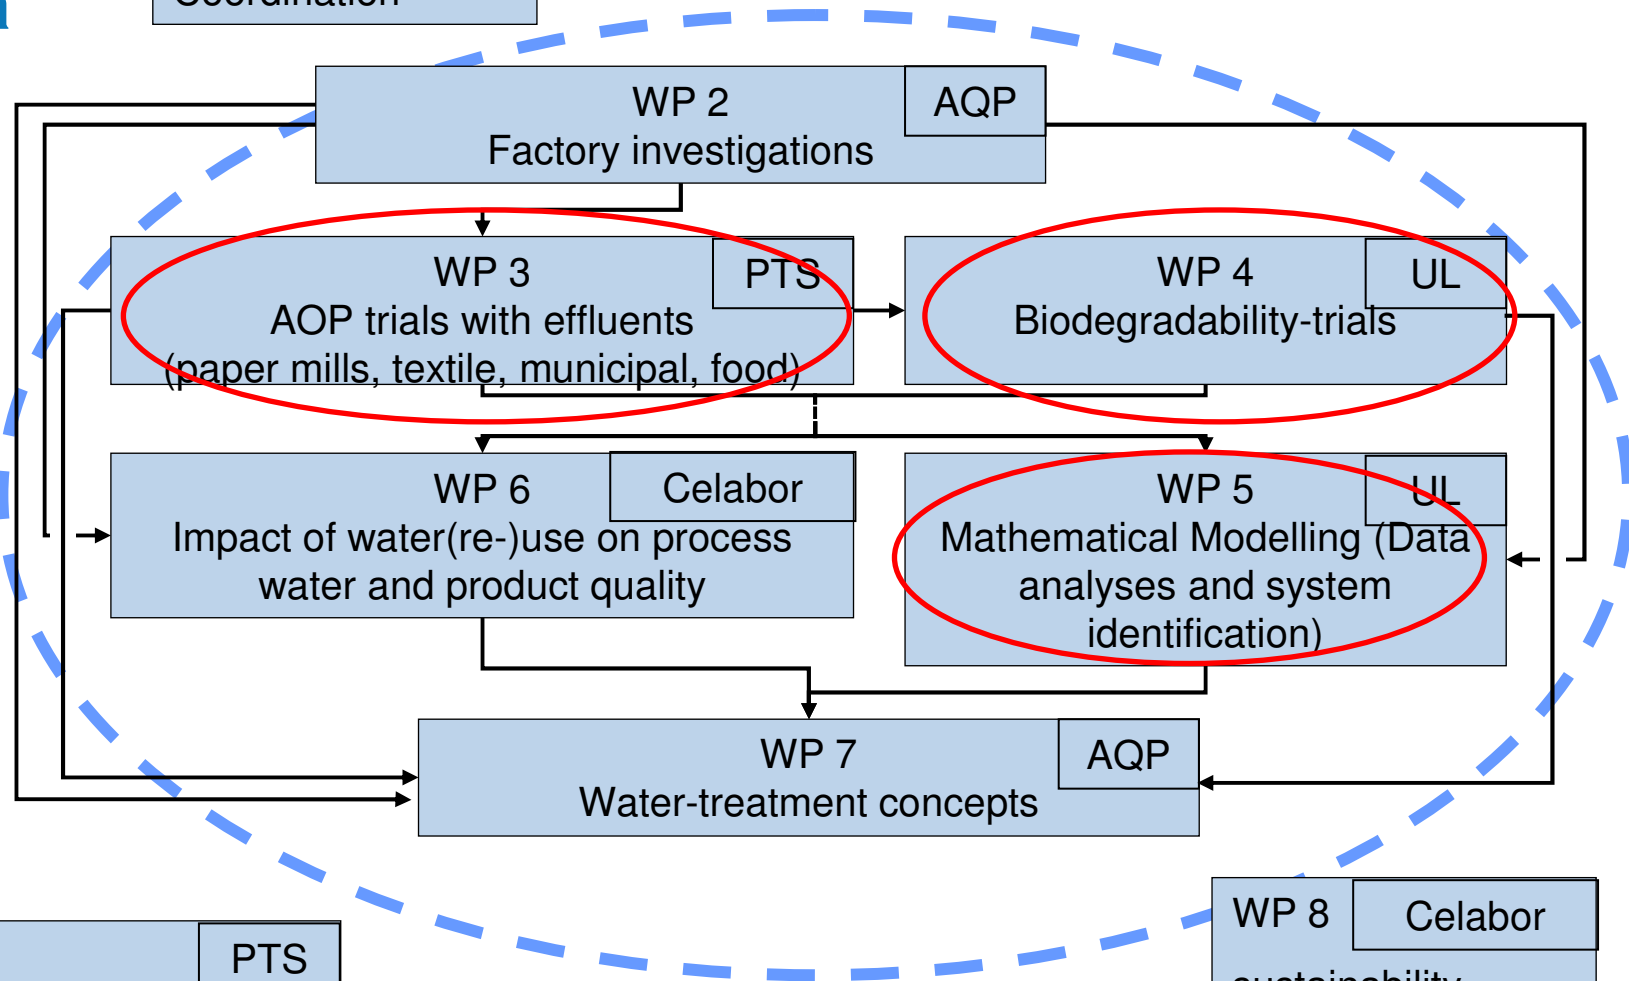 Coordination
WP 2
AQP
Factory investigations
WP 3
PTS
AOP trials with effluents
(paper mills, textile, municipal, food)
WP 4
UL
Biodegradability-trials
WP 6
Celabor
Impact of water(re-)use on process
water and product quality
WP 5
UL
Mathematical Modelling (Data
analyses and system
identification)
WP 7
AQP
Water-treatment concepts
WP 8
Celabor
sustainability
PTS